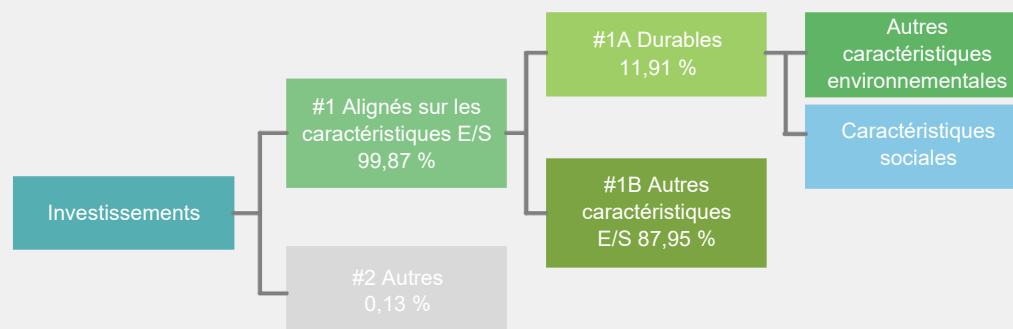 Investissements
#1 Alignés sur les
caractéristiques E/S
99,87 %
#2 Autres
0,13 %
#1A Durables
11,91 %
#1B Autres
caractéristiques
E/S 87,95 %
Autres
caractéristiques
environnementales
Caractéristiques
sociales